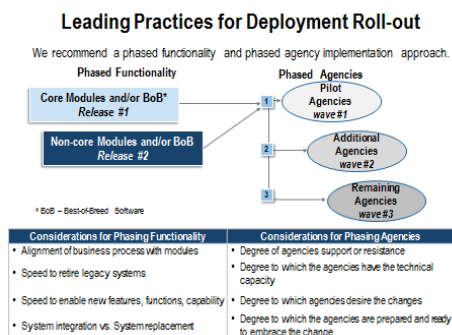 Leading Practices for Deployment Roll-out
We recommend a phased functionality and phased agency implementation approach.
Phased Functionality
Phased Agencies
Core Modules and/or BoB*
Release #1
Non-core Modules and/or BoB
Release #2
1
Pilot
Agencies
wave #1
2
Additional
Agencies
wave #2
3
Remaining
Agencies
wave #3
* BoB – Best-of-Breed Software
Considerations for Phasing Functionality
• Alignment of business process with modules
• Speed to retire legacy systems
• Speed to enable new features, functions, capability
• System integration vs. System replacement
Considerations for Phasing Agencies
• Degree of agencies support or resistance
• Degree to which the agencies have the technical
capacity
• Degree to which agencies desire the changes
• Degree to which the agencies are prepared and ready
to embrace the change